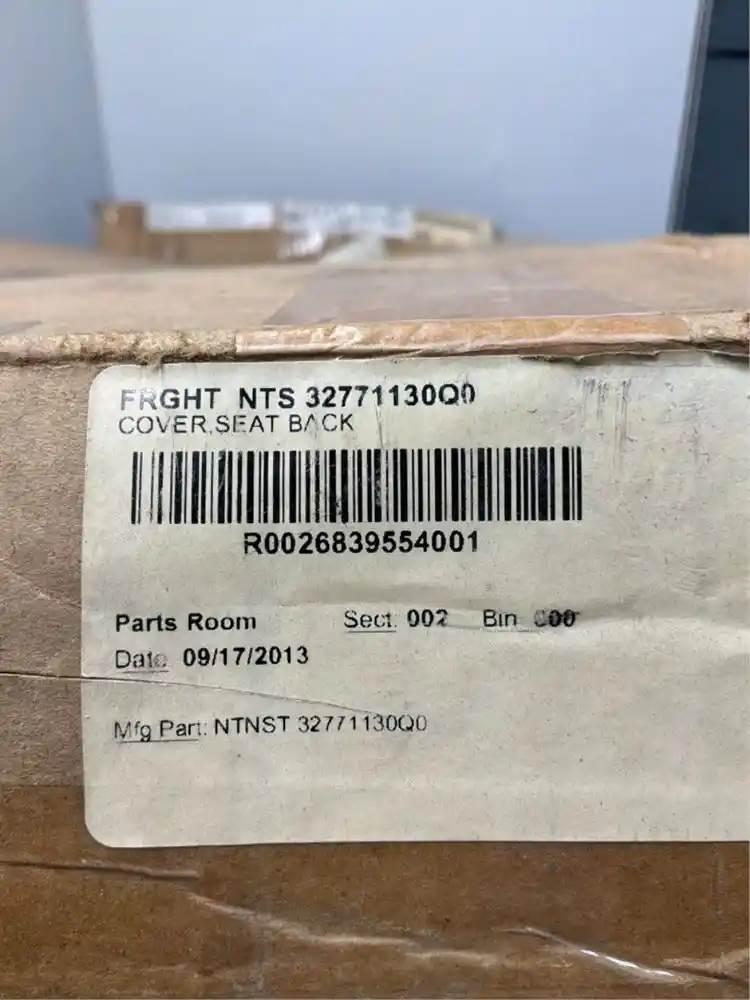 FRGHT NTS 32771130Q0
COVER,SEAT BACK
R0026839554001
Parts Room Sect: 002 Bin
Date 09/17/2013
Mfg Part: NTNST 32771130Q0